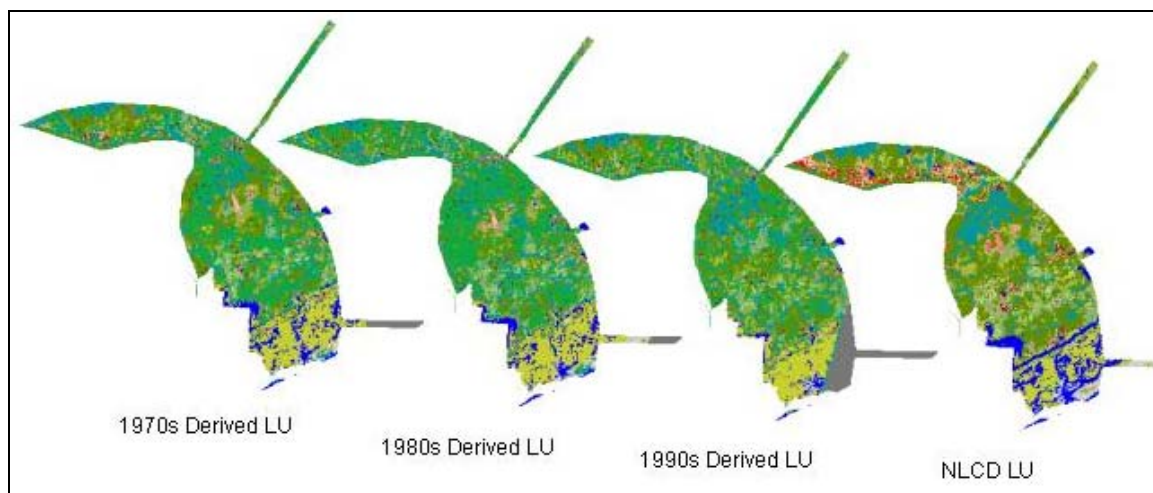 1970s Derived LU
1980s Derived LU
1990s Derived LU
NLCD LU